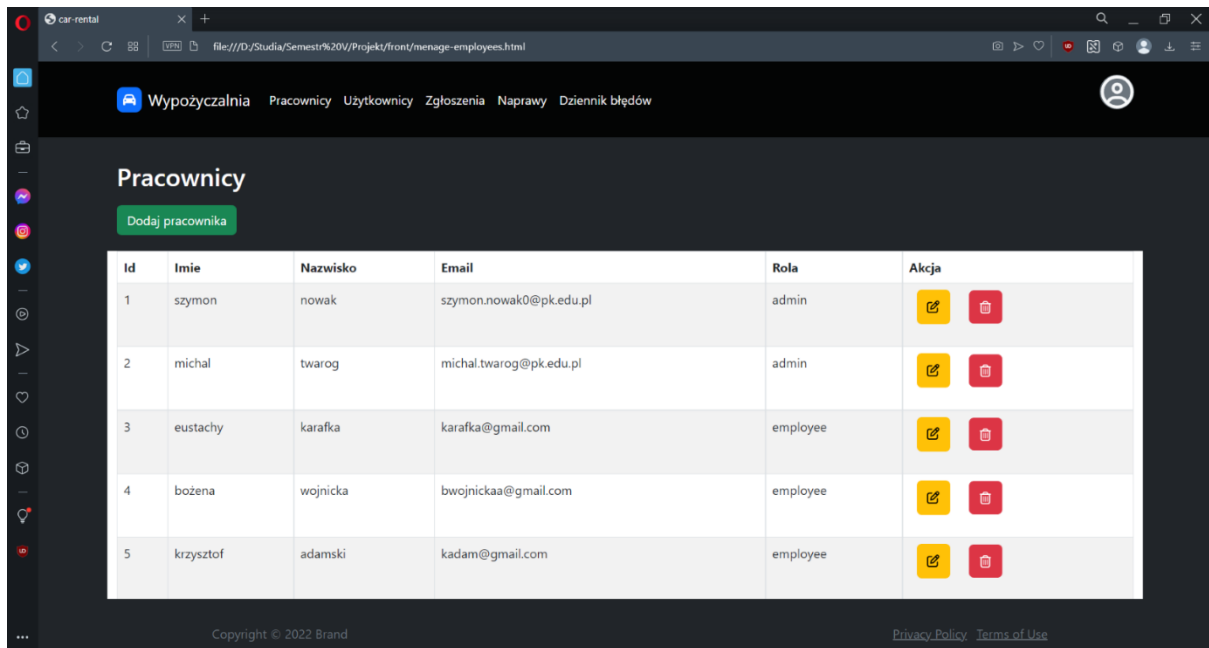 car-rental
VPN file:///D:/Studia/Semestr%20V/Projekt/front/menage-employees.html
Wypożyczalnia Pracownicy Użytkownicy Zgłoszenia Naprawy Dziennik błędów
Pracownicy
Dodaj pracownika
Id Imie Nazwisko Email Rola Akcja
1 szymon nowak szymon.nowak0@pk.edu.pl admin
2 michal twarog michal.twarog@pk.edu.pl admin
3 eustachy karafka karafka@gmail.com employee
4 bożena wojnicka bwojnickaa@gmail.com employee
5 krzysztof adamski kadam@gmail.com employee
Copyright © 2022 Brand Privacy Policy Terms of Use